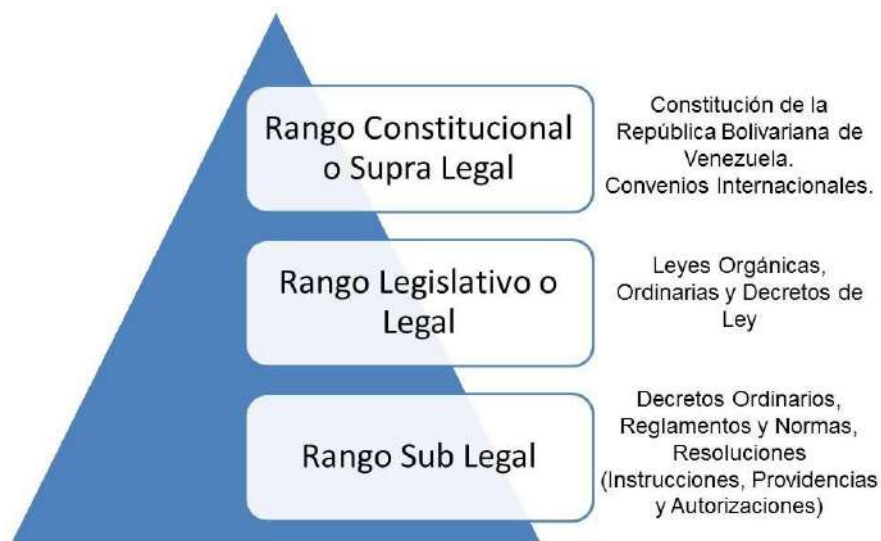 Rango Constitucional
o Supra Legal
Constitución de la
República Bolivariana de
Venezuela.
Convenios Internacionales.
Rango Legislativo o
Legal
Leyes Orgánicas,
Ordinarias y Decretos de
Ley
Rango Sub Legal
Decretos Ordinarios,
Reglamentos y Normas,
Resoluciones
(Instrucciones, Providencias
y Autorizaciones)